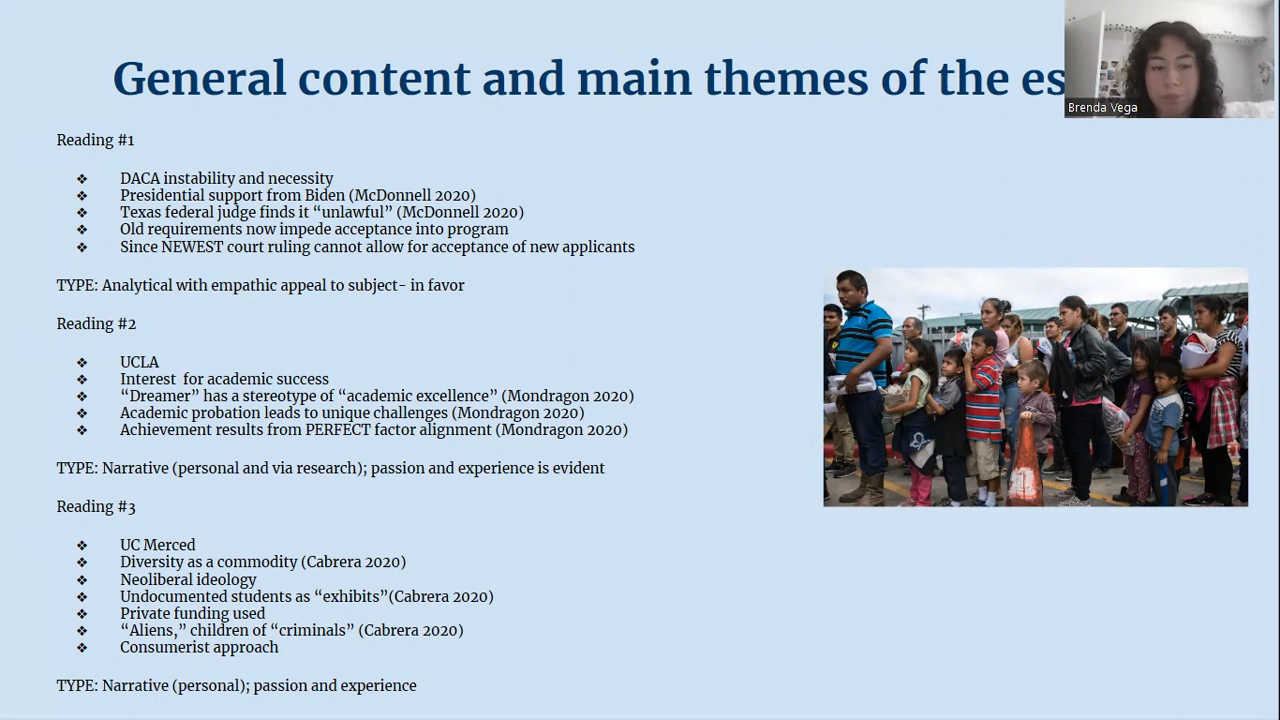 General content and main themes of the es
Brenda Vega
Reading #1
❖ DACA instability and necessity
❖ Presidential support from Biden (McDonnell 2020)
❖ Texas federal judge finds it “unlawful” (McDonnell 2020)
❖ Old requirements now impede acceptance into program
❖ Since NEWEST court ruling cannot allow for acceptance of new applicants
TYPE: Analytical with empathic appeal to subject- in favor
Reading #2
❖ UCLA
❖ Interest  for academic success
❖ “Dreamer” has a stereotype of “academic excellence” (Mondragon 2020)
❖ Academic probation leads to unique challenges (Mondragon 2020)
❖ Achievement results from PERFECT factor alignment (Mondragon 2020)
TYPE: Narrative (personal and via research); passion and experience is evident
Reading #3
❖ UC Merced
❖ Diversity as a commodity (Cabrera 2020)
❖ Neoliberal ideology
❖ Undocumented students as “exhibits”(Cabrera 2020)
❖ Private funding used
❖ “Aliens,” children of “criminals” (Cabrera 2020)
❖ Consumerist approach
TYPE: Narrative (personal); passion and experience